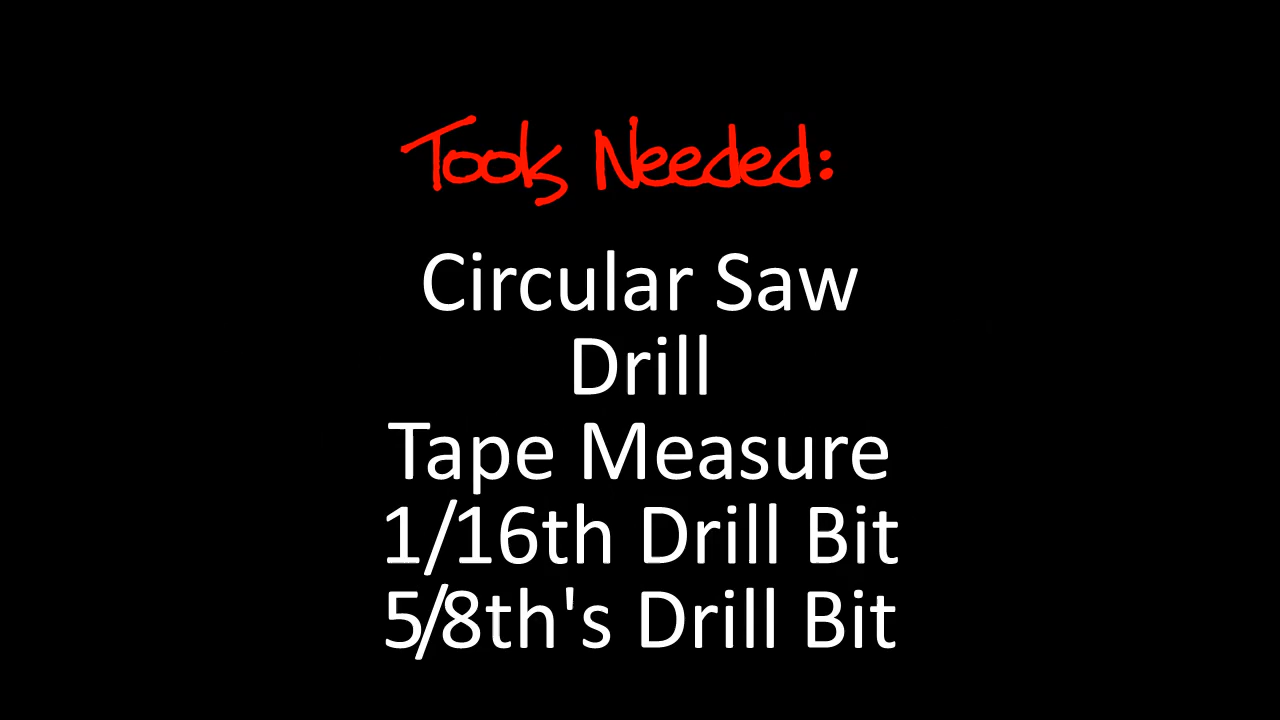 Tools Needed:
Circular Saw
Drill
Tape Measure
1/16th Drill Bit
5/8th's Drill Bit